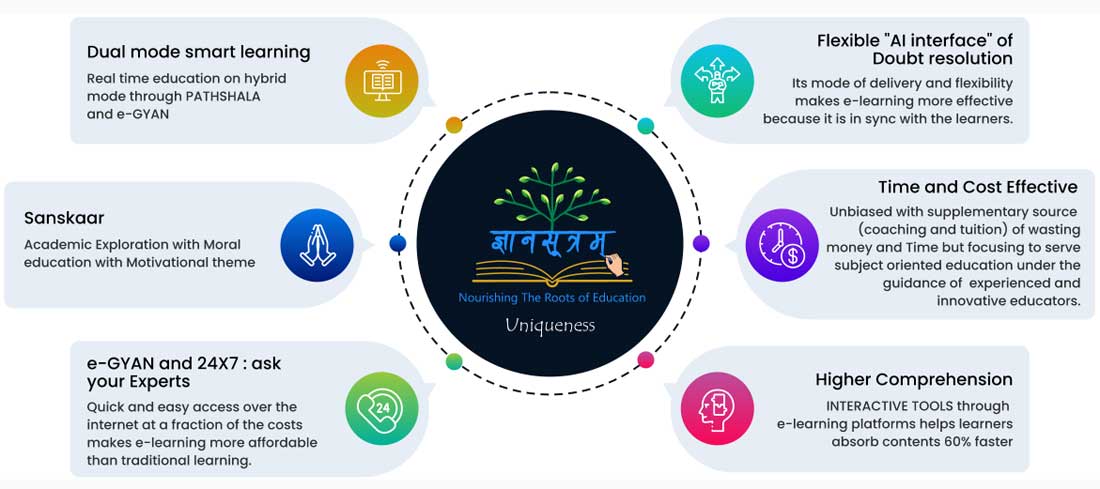 Dual mode smart learning
Real time education on hybrid
mode through PATHSHALA
and e-GYAN
Sanskaar
Academic Exploration with Moral
education with Motivational theme
e-GYAN and 24X7 : ask
your Experts
Quick and easy access over the
internet at a fraction of the costs
makes e-learning more affordable
than traditional learning.
24
ज्ञानसूत्रम्
Nourishing The Roots of Education
Uniqueness
Flexible "AI interface" of
Doubt resolution
Its mode of delivery and flexibility
makes e-learning more effective
because it is in sync with the learners.
Time and Cost Effective
Unbiased with supplementary source
(coaching and tuition) of wasting
money and Time but focusing to serve
subject oriented education under the
guidance of experienced and
innovative educators.
$
Higher Comprehension
INTERACTIVE TOOLS through
e-learning platforms helps learners
absorb contents 60% faster